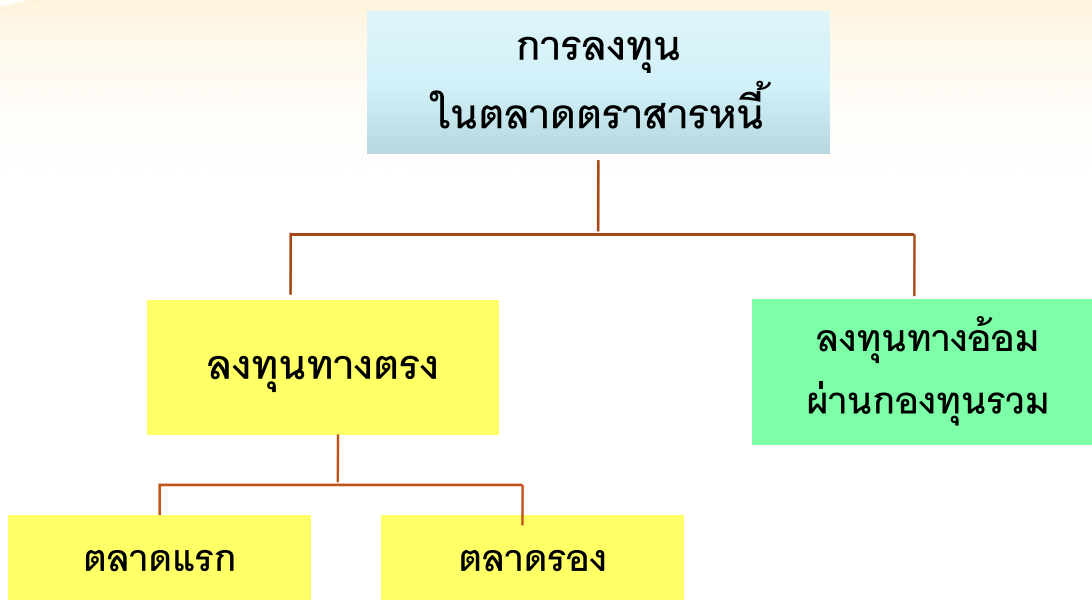 การลงทุน
ในตลาดตราสารหนี้
ลงทุนทางตรง
ลงทุนทางอ้อม
ผ่านกองทุนรวม
ตลาดแรก
ตลาดรอง